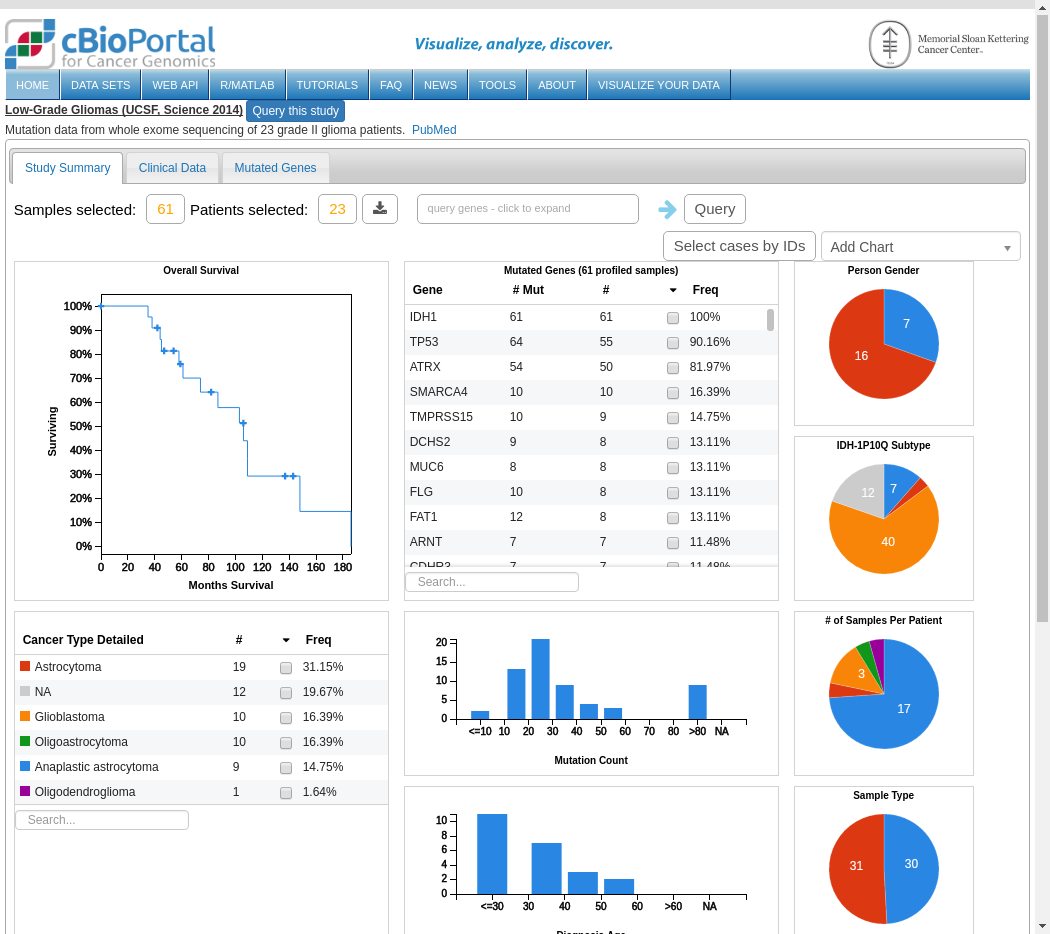 cBioPortal
for Cancer Genomics
Visualize, analyze, discover.
Memorial Sloan Kettering
Cancer Center
HOME DATA SETS WEB API R/MATLAB TUTORIALS FAQ NEWS TOOLS ABOUT VISUALIZE YOUR DATA
Low-Grade Gliomas (UCSF, Science 2014) Query this study
Mutation data from whole exome sequencing of 23 grade II glioma patients. PubMed
Study Summary Clinical Data Mutated Genes
Samples selected: 61 Patients selected: 23 query genes - click to expand Query
Select cases by IDs Add Chart
Overall Survival
100%
90%
80%
70%
60%
50%
40%
30%
20%
10%
0%
Surviving
0 20 40 60 80 100 120 140 160 180
Months Survival
Mutated Genes (61 profiled samples)
Gene # Mut # Freq
IDH1 61 61 100%
TP53 64 55 90.16%
ATRX 54 50 81.97%
SMARCA4 10 10 16.39%
TMPRSS15 10 9 14.75%
DCHS2 9 8 13.11%
MUC6 8 8 13.11%
FLG 10 8 13.11%
FAT1 12 8 13.11%
ARNT 7 7 11.48%
CDHR3 7 7 11.48%
Search...
Person Gender
7
16
IDH-1P10Q Subtype
12 7
40
Cancer Type Detailed # Freq
Astrocytoma 19 31.15%
NA 12 19.67%
Glioblastoma 10 16.39%
Oligoastrocytoma 10 16.39%
Anaplastic astrocytoma 9 14.75%
Oligodendroglioma 1 1.64%
Search...
20
15
10
5
0
<=10 10 20 30 40 50 60 70 80 >80 NA
Mutation Count
# of Samples Per Patient
3
17
10
8
6
4
2
0
<=30 30 40 50 60 >60 NA
Diagnosis Age
Sample Type
31 30